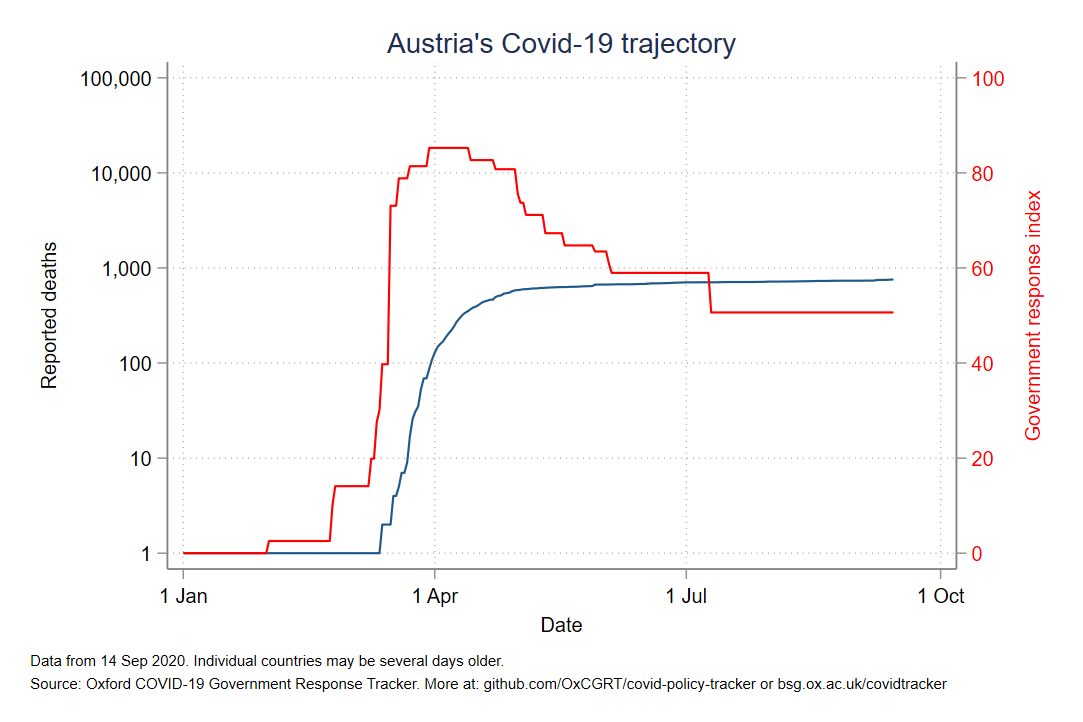 Austria's Covid-19 trajectory
100,000
10,000
1,000
100
10
1
Reported deaths
100
80
60
40
20
0
Government response index
1 Jan
1 Apr
1 Jul
1 Oct
Date
Data from 14 Sep 2020. Individual countries may be several days older.
Source: Oxford COVID-19 Government Response Tracker. More at: github.com/OxCGRT/covid-policy-tracker or bsg.ox.ac.uk/covidtracker